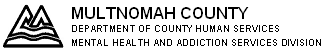 MULTNOMAH COUNTY
DEPARTMENT OF COUNTY HUMAN SERVICES
MENTAL HEALTH AND ADDICTION SERVICES DIVISION